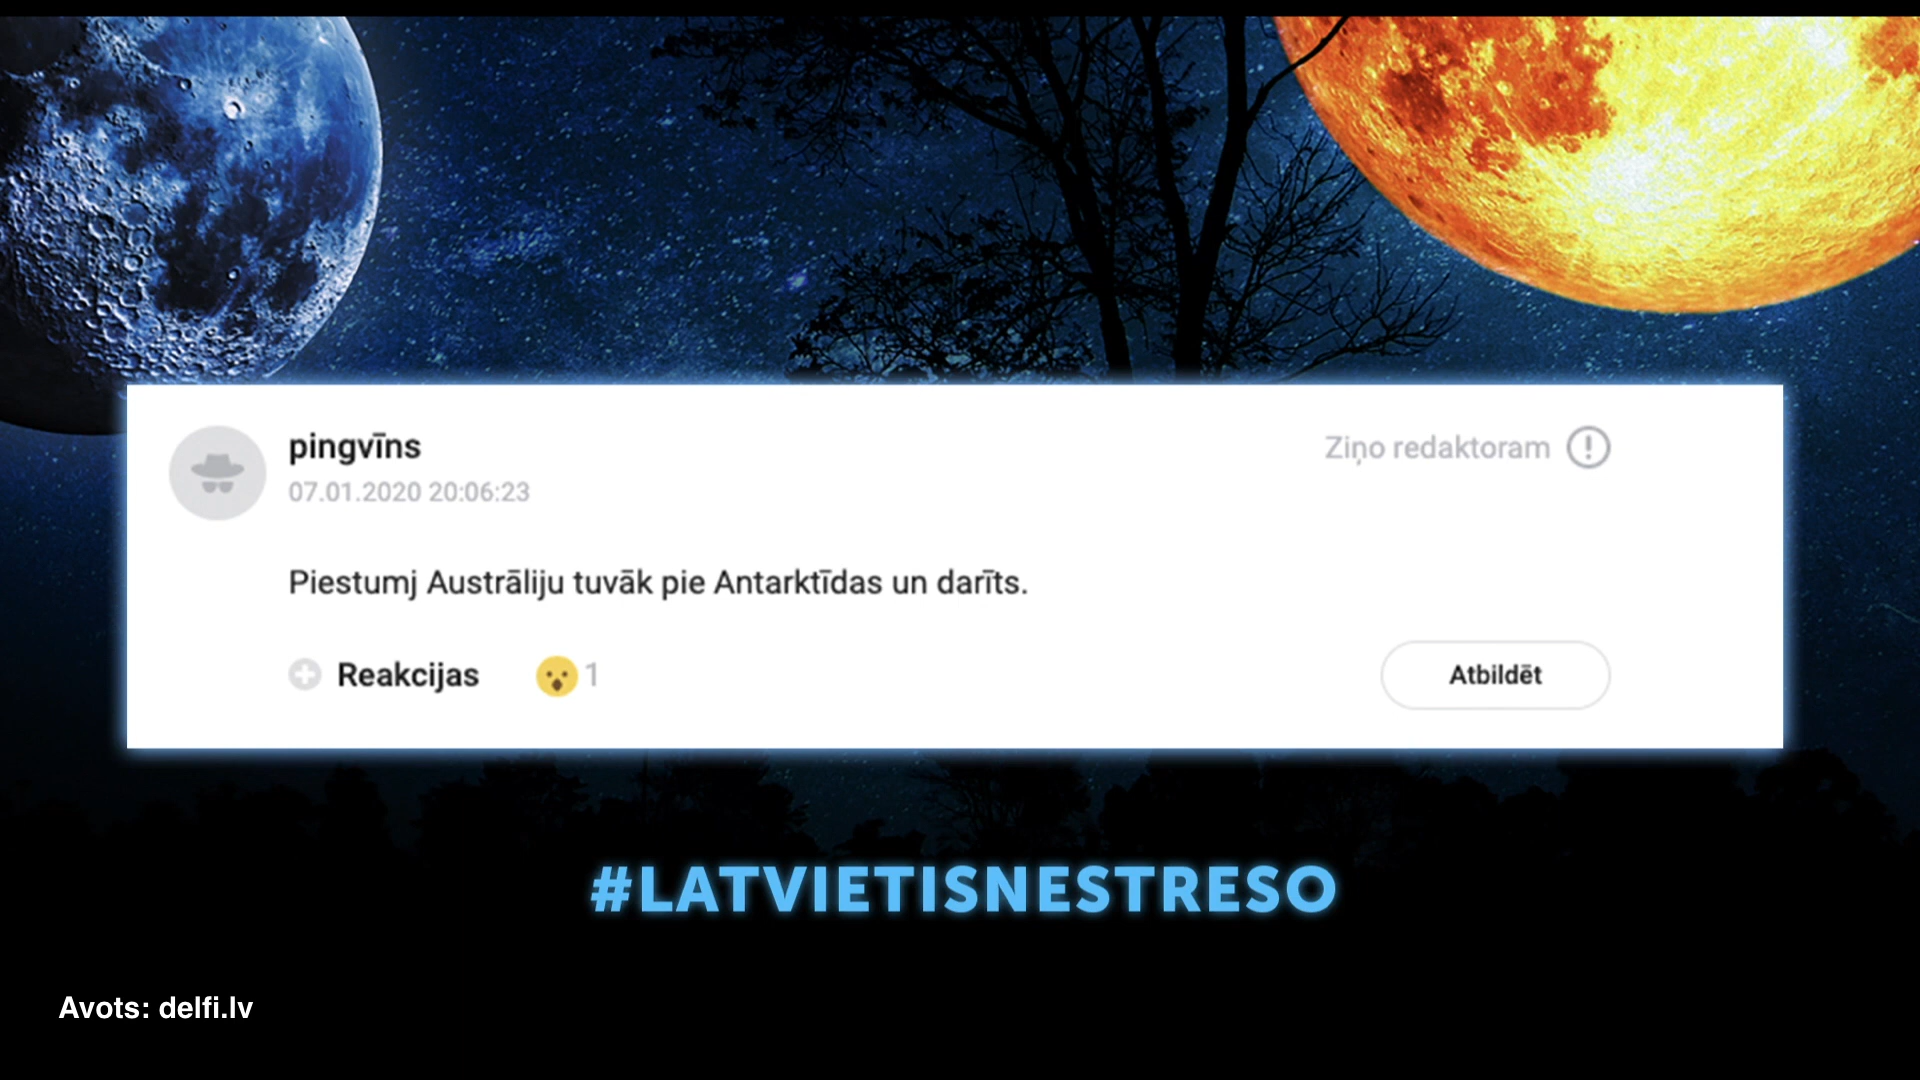 pingvīns
Ziņo redaktoram
07.01.2020 20:06:23
Piestumj Austrāliju tuvāk pie Antarktīdas un darīts.
Reakcijas 1
Atbildēt
#LATVIETISNESTRESO
Avots: delfi.lv